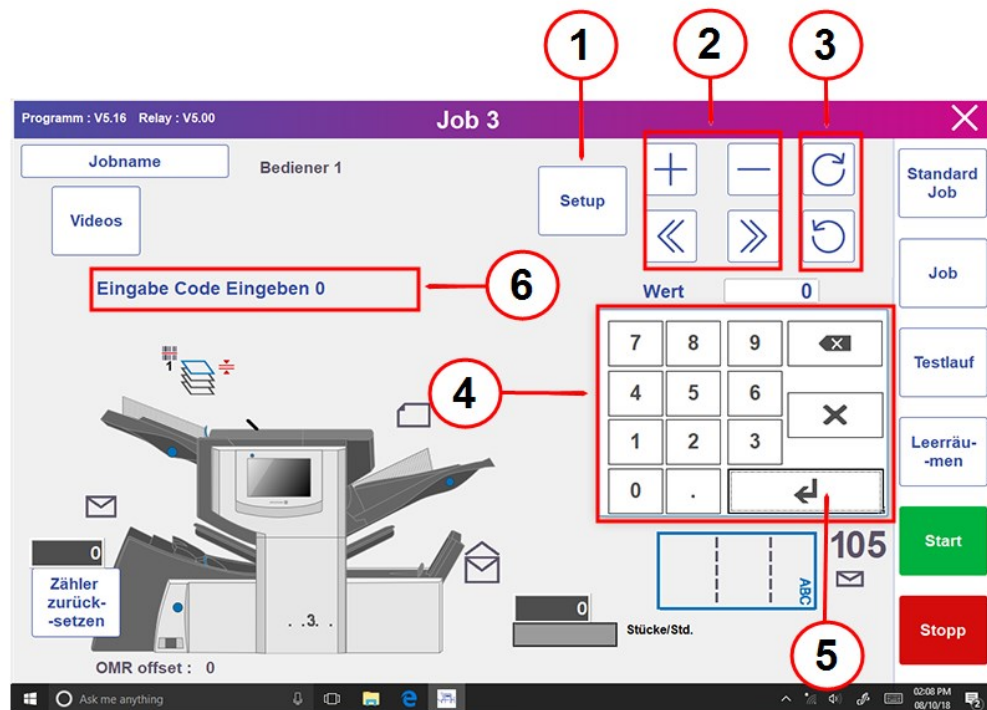 1
2
3
Programm : V5.16 Relay : V5.00
Job 3
Jobname
Bediener 1
Videos
Setup
Standard
Job
Eingabe Code Eingeben 0
6
Wert
0
Job
7
8
9
4
4
5
6
1
2
3
0
.
Testlauf
Leerräu-
-men
1
0
Zähler
zurück-
-setzen
. .3. .
0
Stücke/Std.
ABC
105
Start
5
Stopp
OMR offset : 0
Ask me anything
02:08 PM
08/10/18
2